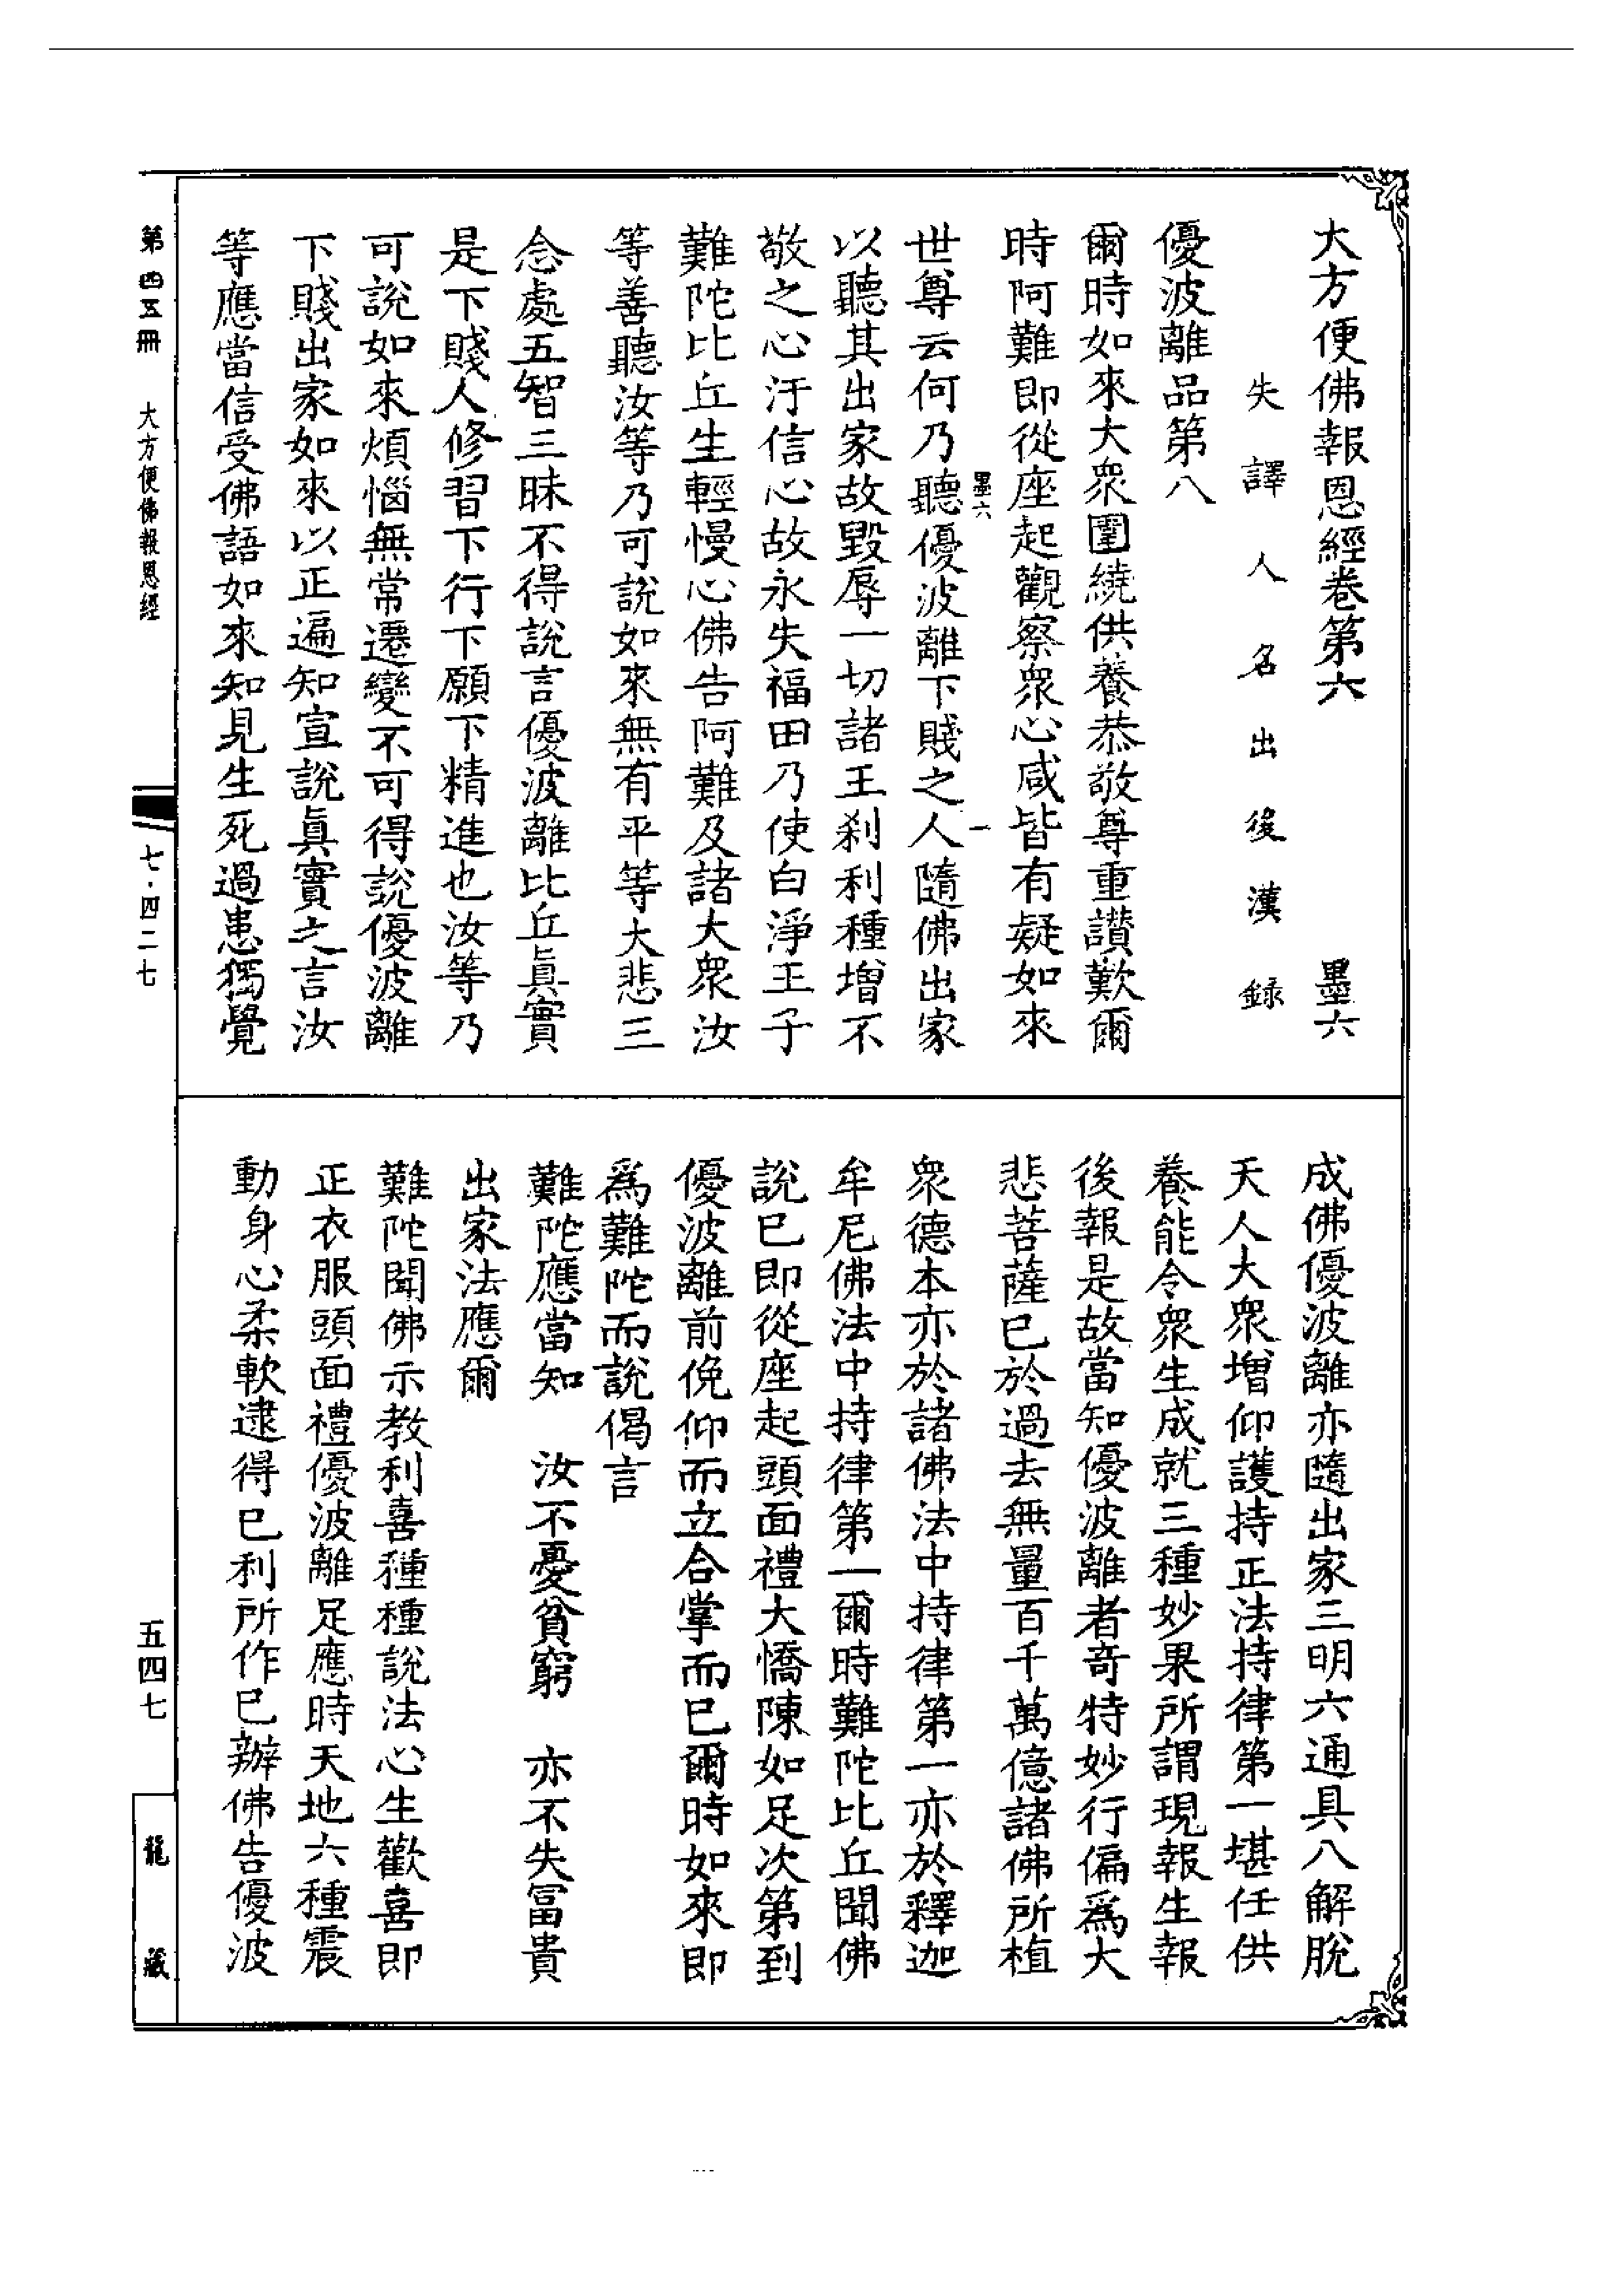 大方便佛報恩經卷第六 墨六
失譯人名出後漢錄
優波離品第八
爾時如來大衆圍繞供養恭敬尊重讚歎爾
時阿難即從座起觀察衆心咸皆有疑如來
墨六 一
世尊云何乃聽優波離下賤之人隨佛出家
以聽其出家故毀辱一切諸王刹利種增不
敬之心汙信心故永失福田乃使白淨王子
難陀比丘生輕慢心佛告阿難及諸大衆汝
等善聽汝等乃可說如來無有平等大悲三
念處五智三昧不得說言優波離比丘眞實
是下賤人修習下行下願下精進也汝等乃
可說如來煩惱無常遷變不可得說優波離
下賤出家如來以正遍知宣說眞實之言汝
等應當信受佛語如來知見生死過患獨覺
成佛優波離亦隨出家三明六通具八解脫
天人大衆增仰護持正法持律第一堪任供
養能令衆生成就三種妙果所謂現報生報
後報是故當知優波離者奇特妙行偏爲大
悲菩薩已於過去無量百千萬億諸佛所植
衆德本亦於諸佛法中持律第一亦於釋迦
牟尼佛法中持律第一爾時難陀比丘聞佛
說已即從座起頭面禮大憍陳如足次第到
優波離前俛仰而立合掌而已爾時如來即
爲難陀而說偈言
難陀應當知 汝不憂貧窮 亦不失富貴
出家法應爾
難陀聞佛示教利喜種種說法心生歡喜即
正衣服頭面禮優波離足應時天地六種震
動身心柔軟逮得已利所作已辦佛告優波
第四五冊 大方便佛報恩經
七·四二七
五四七
龍藏